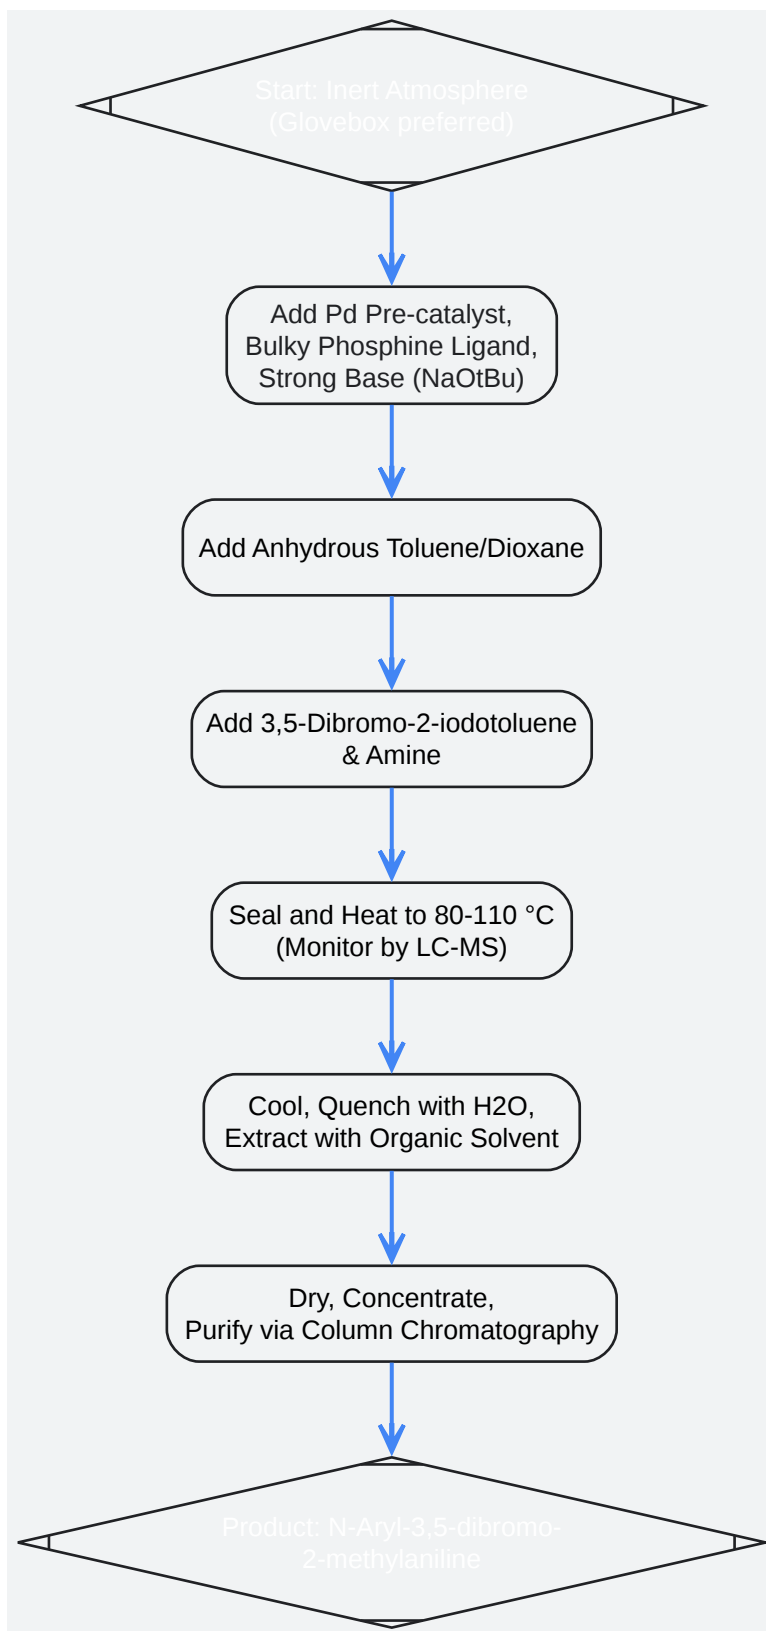 Start: Inert Atmosphere
(Glovebox preferred)
Add Pd Pre-catalyst,
Bulky Phosphine Ligand,
Strong Base (NaOtBu)
Add Anhydrous Toluene/Dioxane
Add 3,5-Dibromo-2-iodotoluene
& Amine
Seal and Heat to 80-110 °C
(Monitor by LC-MS)
Cool, Quench with H2O,
Extract with Organic Solvent
Dry, Concentrate,
Purify via Column Chromatography
Product: N-Aryl-3,5-dibromo-
2-methylaniline